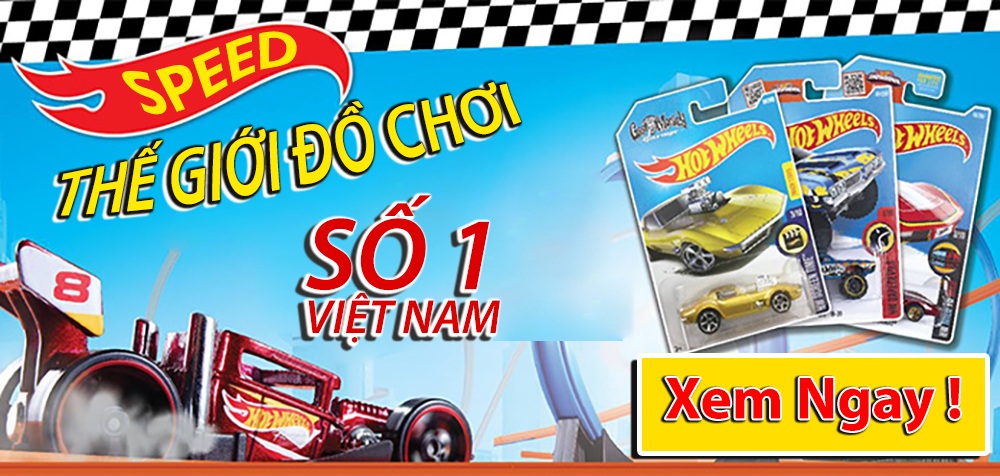 SPEED
THẾ GIỚI ĐỒ CHƠI
SỐ 1
VIỆT NAM
HOT WHEELS
HOT WHEELS
HOT WHEELS
8
HOT WHEELS
Xem Ngay !